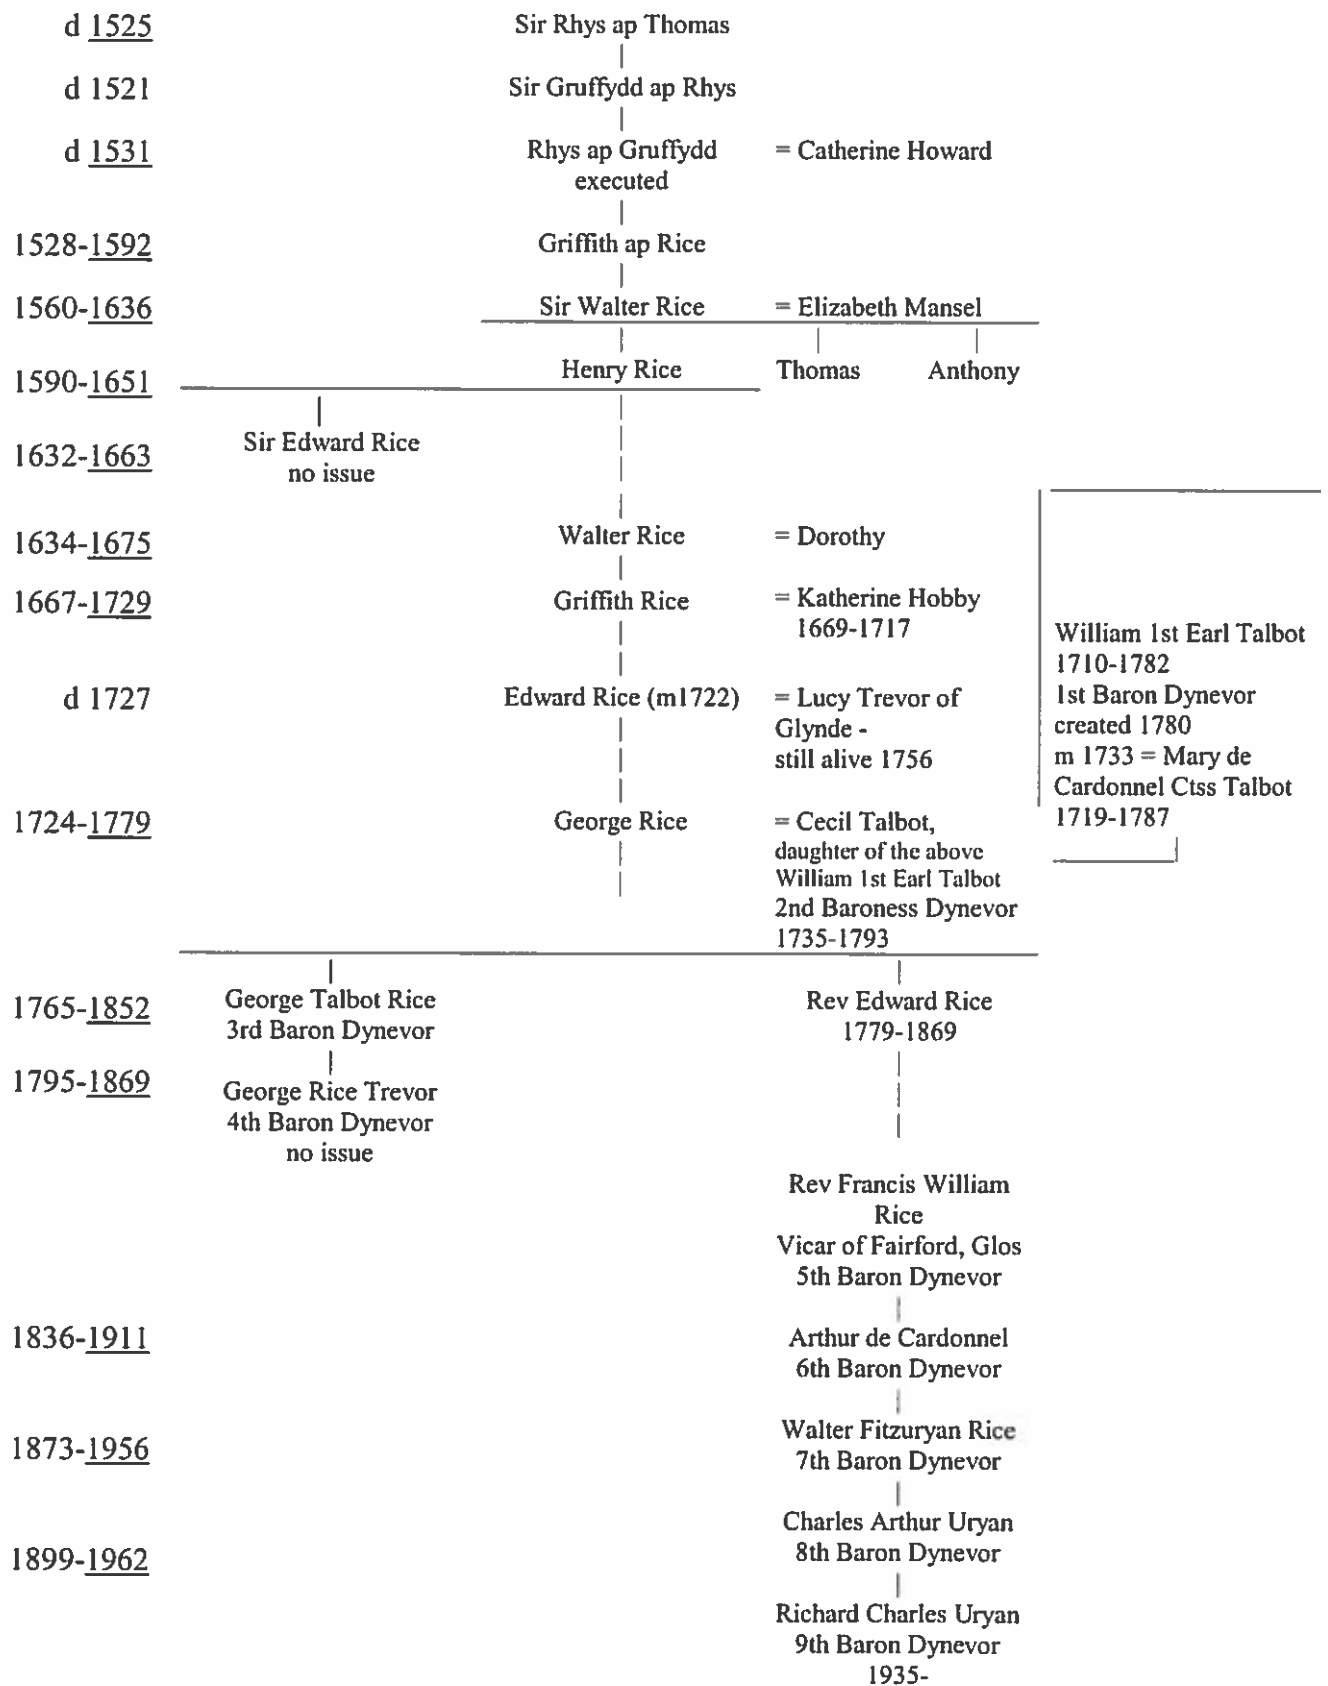 d 1525
Sir Rhys ap Thomas
d 1521
Sir Gruffydd ap Rhys
d 1531
Rhys ap Gruffydd
executed
= Catherine Howard
1528-1592
Griffith ap Rice
1560-1636
Sir Walter Rice
= Elizabeth Mansel
1590-1651
Henry Rice
Thomas
Anthony
1632-1663
Sir Edward Rice
no issue
1634-1675
Walter Rice
= Dorothy
1667-1729
Griffith Rice
= Katherine Hobby
1669-1717
William 1st Earl Talbot
1710-1782
1st Baron Dynevor
created 1780
m 1733 = Mary de
Cardonnel Ctss Talbot
1719-1787
d 1727
Edward Rice (m1722)
= Lucy Trevor of
Glynde -
still alive 1756
1724-1779
George Rice
= Cecil Talbot,
daughter of the above
William 1st Earl Talbot
2nd Baroness Dynevor
1735-1793
1765-1852
George Talbot Rice
3rd Baron Dynevor
Rev Edward Rice
1779-1869
1795-1869
George Rice Trevor
4th Baron Dynevor
no issue
Rev Francis William
Rice
Vicar of Fairford, Glos
5th Baron Dynevor
1836-1911
Arthur de Cardonnel
6th Baron Dynevor
1873-1956
Walter Fitzuryan Rice
7th Baron Dynevor
1899-1962
Charles Arthur Uryan
8th Baron Dynevor
Richard Charles Uryan
9th Baron Dynevor
1935-